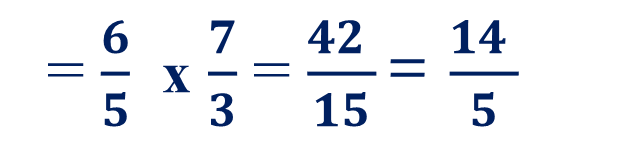 = 6/5 x 7/3 = 42/15 = 14/5